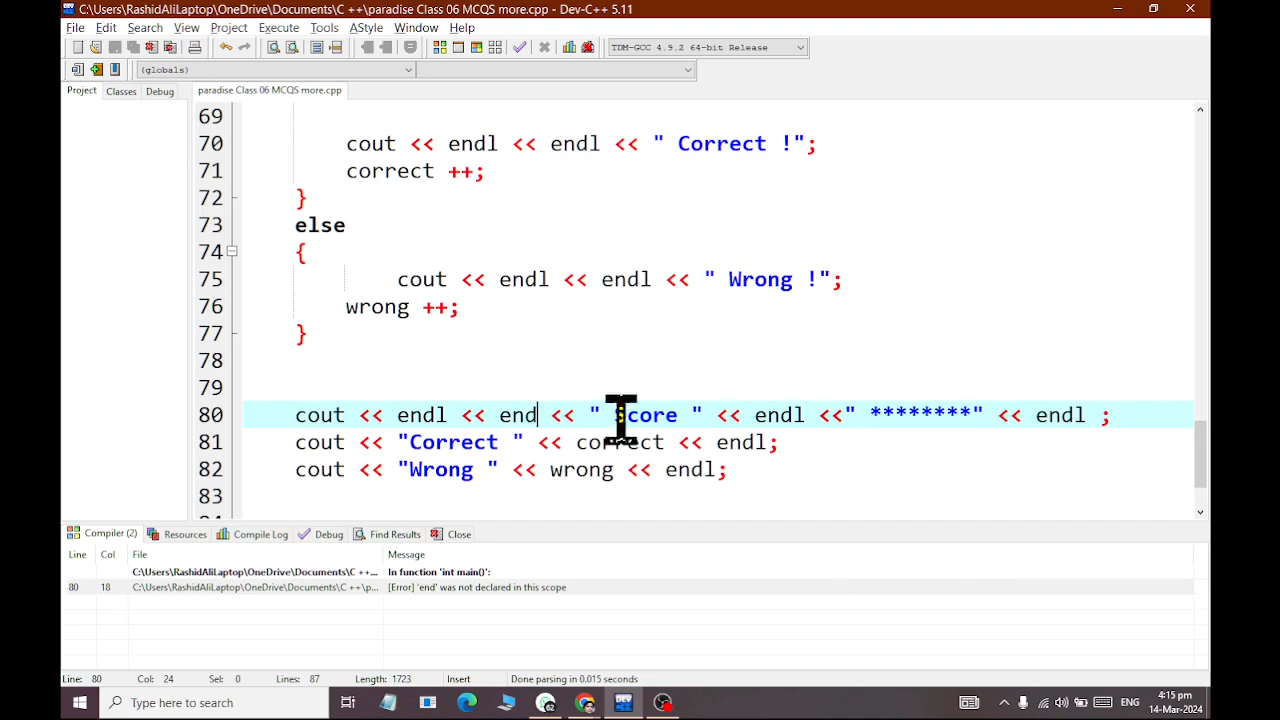 C:\Users\RashidAliLaptop\OneDrive\Documents\C ++\paradise Class 06 MCQS more.cpp - Dev-C++ 5.11
File Edit Search View Project Execute Tools AStyle Window Help
TDM-GCC 4.9.2 64-bit Release
(globals)
Project Classes Debug paradise Class 06 MCQS more.cpp
69
70 cout << endl << endl << " Correct !";
71 correct ++;
72 }
73 else
74 {
75 cout << endl << endl << " Wrong !";
76 wrong ++;
77 }
78
79
80 cout << endl << end << " Score " << endl <<" ********" << endl ;
81 cout << "Correct " << correct << endl;
82 cout << "Wrong " << wrong << endl;
83
Compiler (2) Resources Compile Log Debug Find Results Close
Line Col File Message
C:\Users\RashidAliLaptop\OneDrive\Documents\C ++... In function 'int main()':
80 18 C:\Users\RashidAliLaptop\OneDrive\Documents\C ++\p... [Error] 'end' was not declared in this scope
Line: 80 Col: 24 Sel: 0 Lines: 87 Length: 1723 Insert Done parsing in 0.015 seconds
Type here to search ENG 4:15 pm
14-Mar-2024